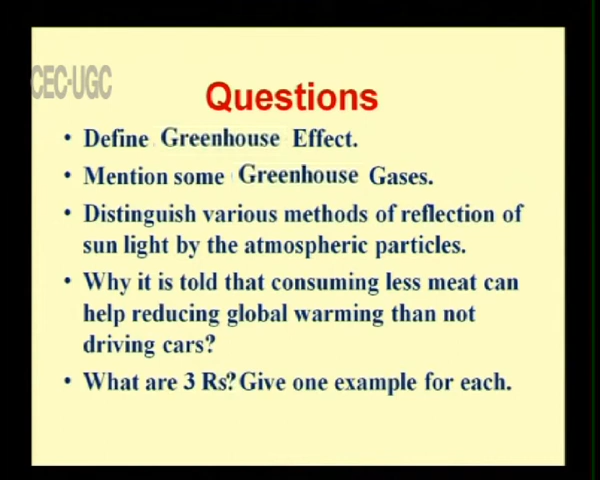 CEC-UGC
Questions
• Define Greenhouse Effect.
• Mention some Greenhouse Gases.
• Distinguish various methods of reflection of
sun light by the atmospheric particles.
• Why it is told that consuming less meat can
help reducing global warming than not
driving cars?
• What are 3 Rs? Give one example for each.